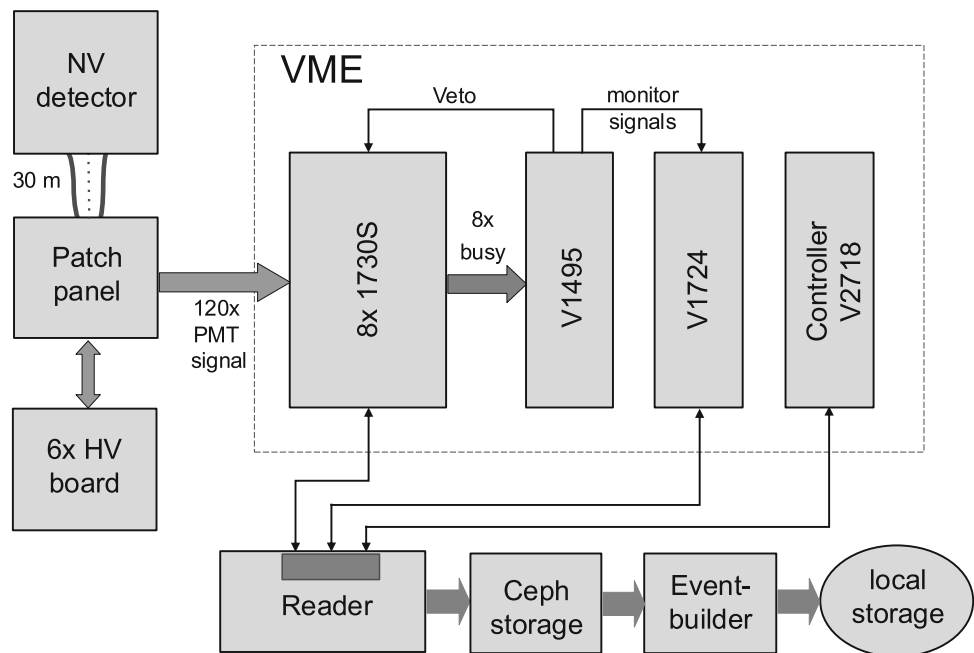 NV
detector
30 m
Patch
panel
120x
PMT
signal
6x HV
board
VME
Veto
monitor
signals
8x 1730S
8x
busy
V1495
V1724
Controller
V2718
Reader
Ceph
storage
Event-
builder
local
storage